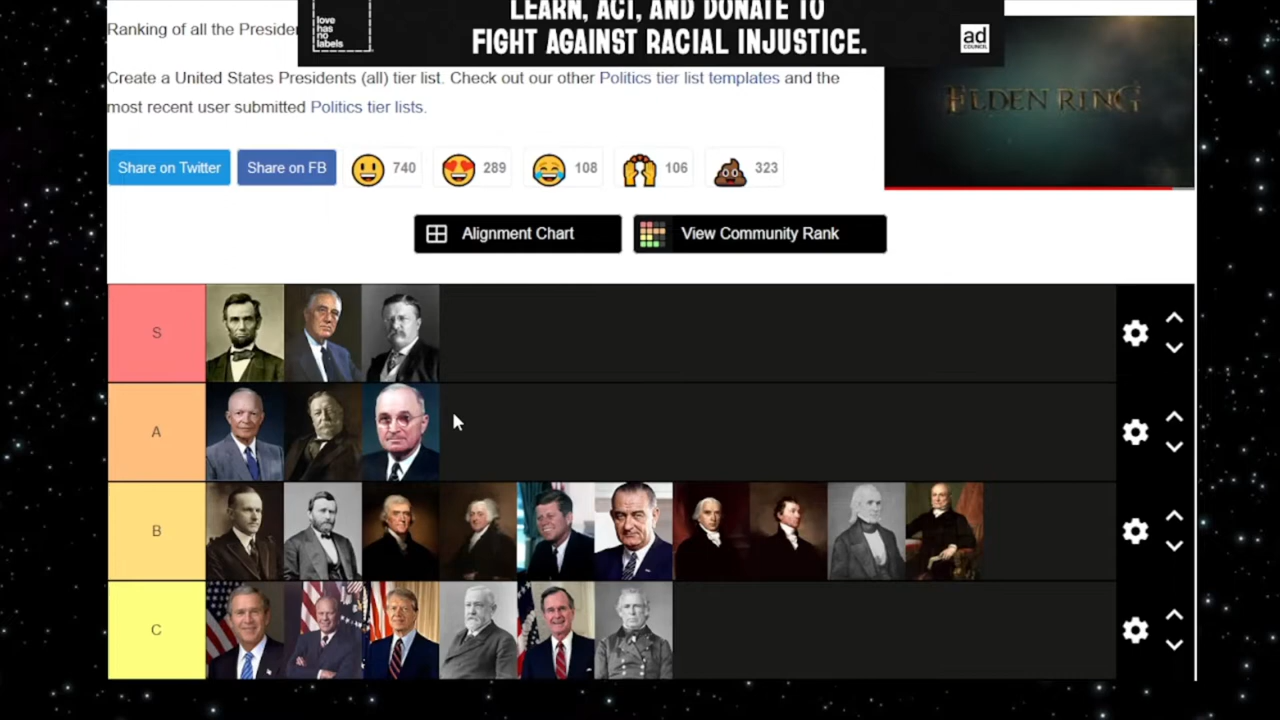 LEARN, ACT, AND DONATE TO
FIGHT AGAINST RACIAL INJUSTICE.
love
has
no
labels
ad
COUNCIL
Ranking of all the Presider
Create a United States Presidents (all) tier list. Check out our other Politics tier list templates and the
most recent user submitted Politics tier lists.
ELDEN RING
Share on Twitter
Share on FB
740
289
108
106
323
Alignment Chart
View Community Rank
S
A
B
C